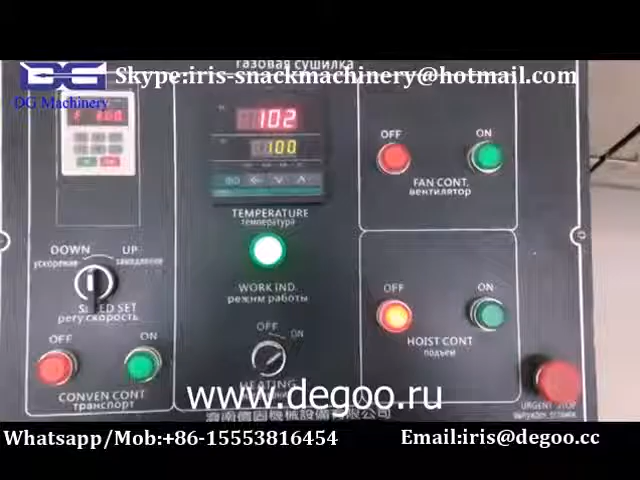 газовая сушилка
Skype:iris-snackmachinery@hotmail.com
DG Machinery
102
100
OFF
ON
FAN CONT.
вентилятор
TEMPERATURE
температура
DOWN
UP
ускорение
замедление
SPEED SET
регу скорость
WORK IND.
режим работы
OFF
ON
HOIST CONT
подъем
OFF
ON
HEATING
OFF
ON
CONVEN CONT
транспорт
www.degoo.ru
URGENT STOP
Whatsapp/Mob:+86-15553816454
Email:iris@degoo.cc